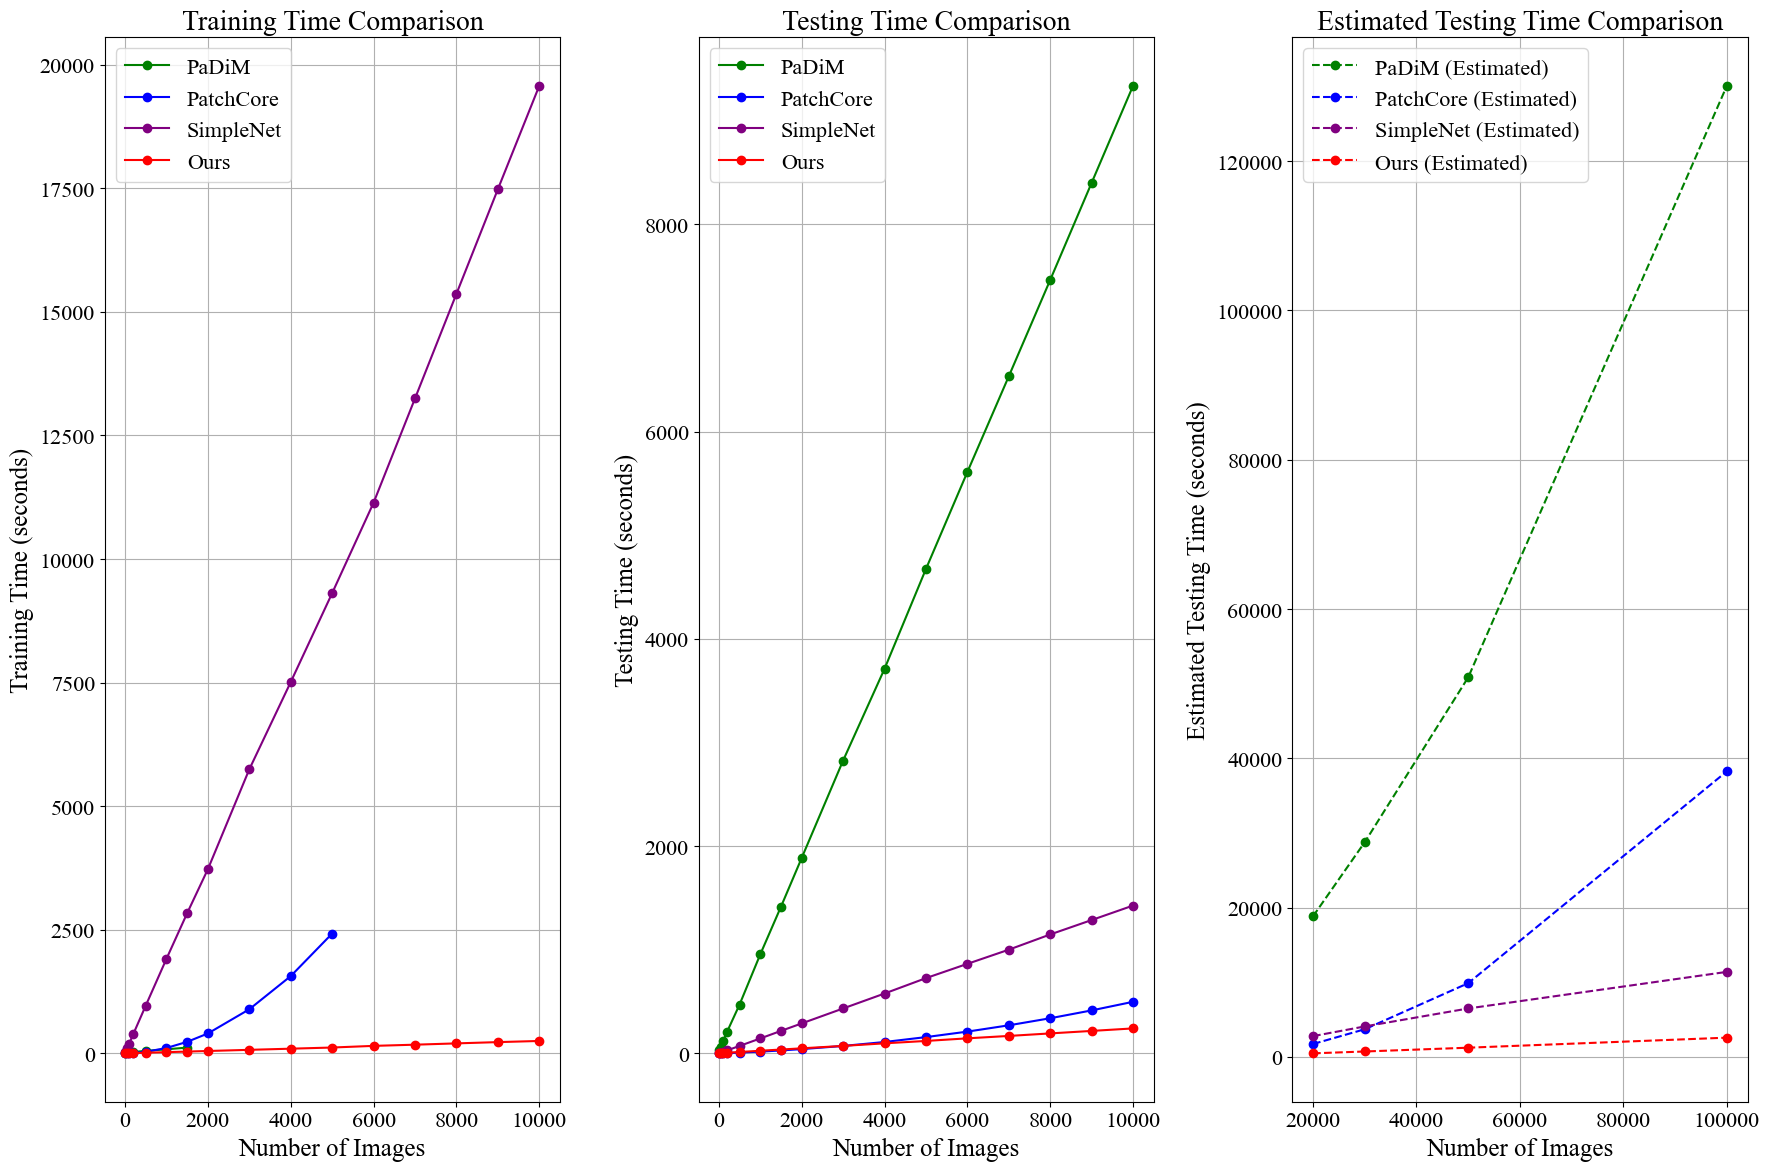 Training Time Comparison
Training Time (seconds)
20000
17500
15000
12500
10000
7500
5000
2500
0
PaDiM
PatchCore
SimpleNet
Ours
0 2000 4000 6000 8000 10000
Number of Images
Testing Time Comparison
Testing Time (seconds)
8000
6000
4000
2000
0
PaDiM
PatchCore
SimpleNet
Ours
0 2000 4000 6000 8000 10000
Number of Images
Estimated Testing Time Comparison
Estimated Testing Time (seconds)
120000
100000
80000
60000
40000
20000
0
PaDiM (Estimated)
PatchCore (Estimated)
SimpleNet (Estimated)
Ours (Estimated)
20000 40000 60000 80000 100000
Number of Images